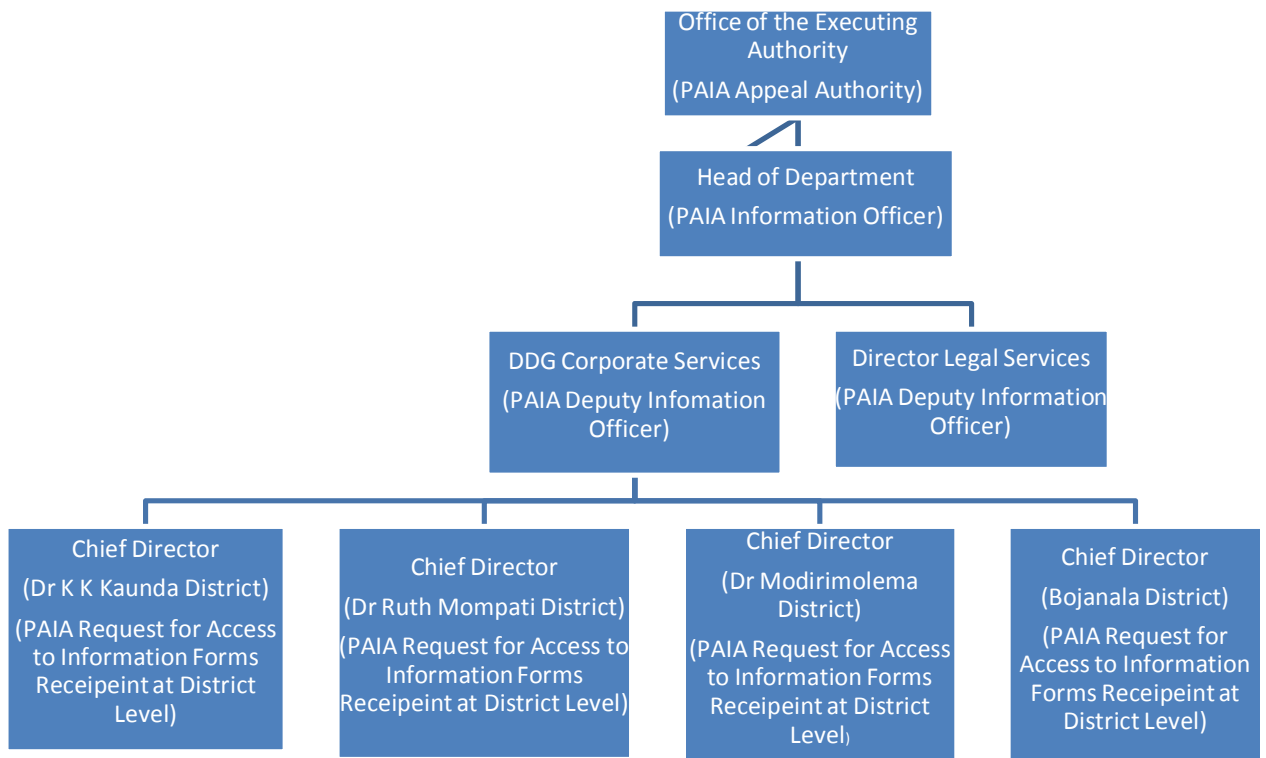 Office of the Executing
Authority
(PAIA Appeal Authority)
Head of Department
(PAIA Information Officer)
DDG Corporate Services
(PAIA Deputy Infomation
Officer)
Director Legal Services
(PAIA Deputy Information
Officer)
Chief Director
(Dr K K Kaunda District)
(PAIA Request for Access
to Information Forms
Receipeint at District
Level)
Chief Director
(Dr Ruth Mompati District)
(PAIA Request for Access to
Information Forms
Receipeint at District Level)
Chief Director
(Dr Modirimolema
District)
(PAIA Request for Access
to Information Forms
Receipeint at District
Level)
Chief Director
(Bojanala District)
(PAIA Request for
Access to Information
Forms Receipeint at
District Level)